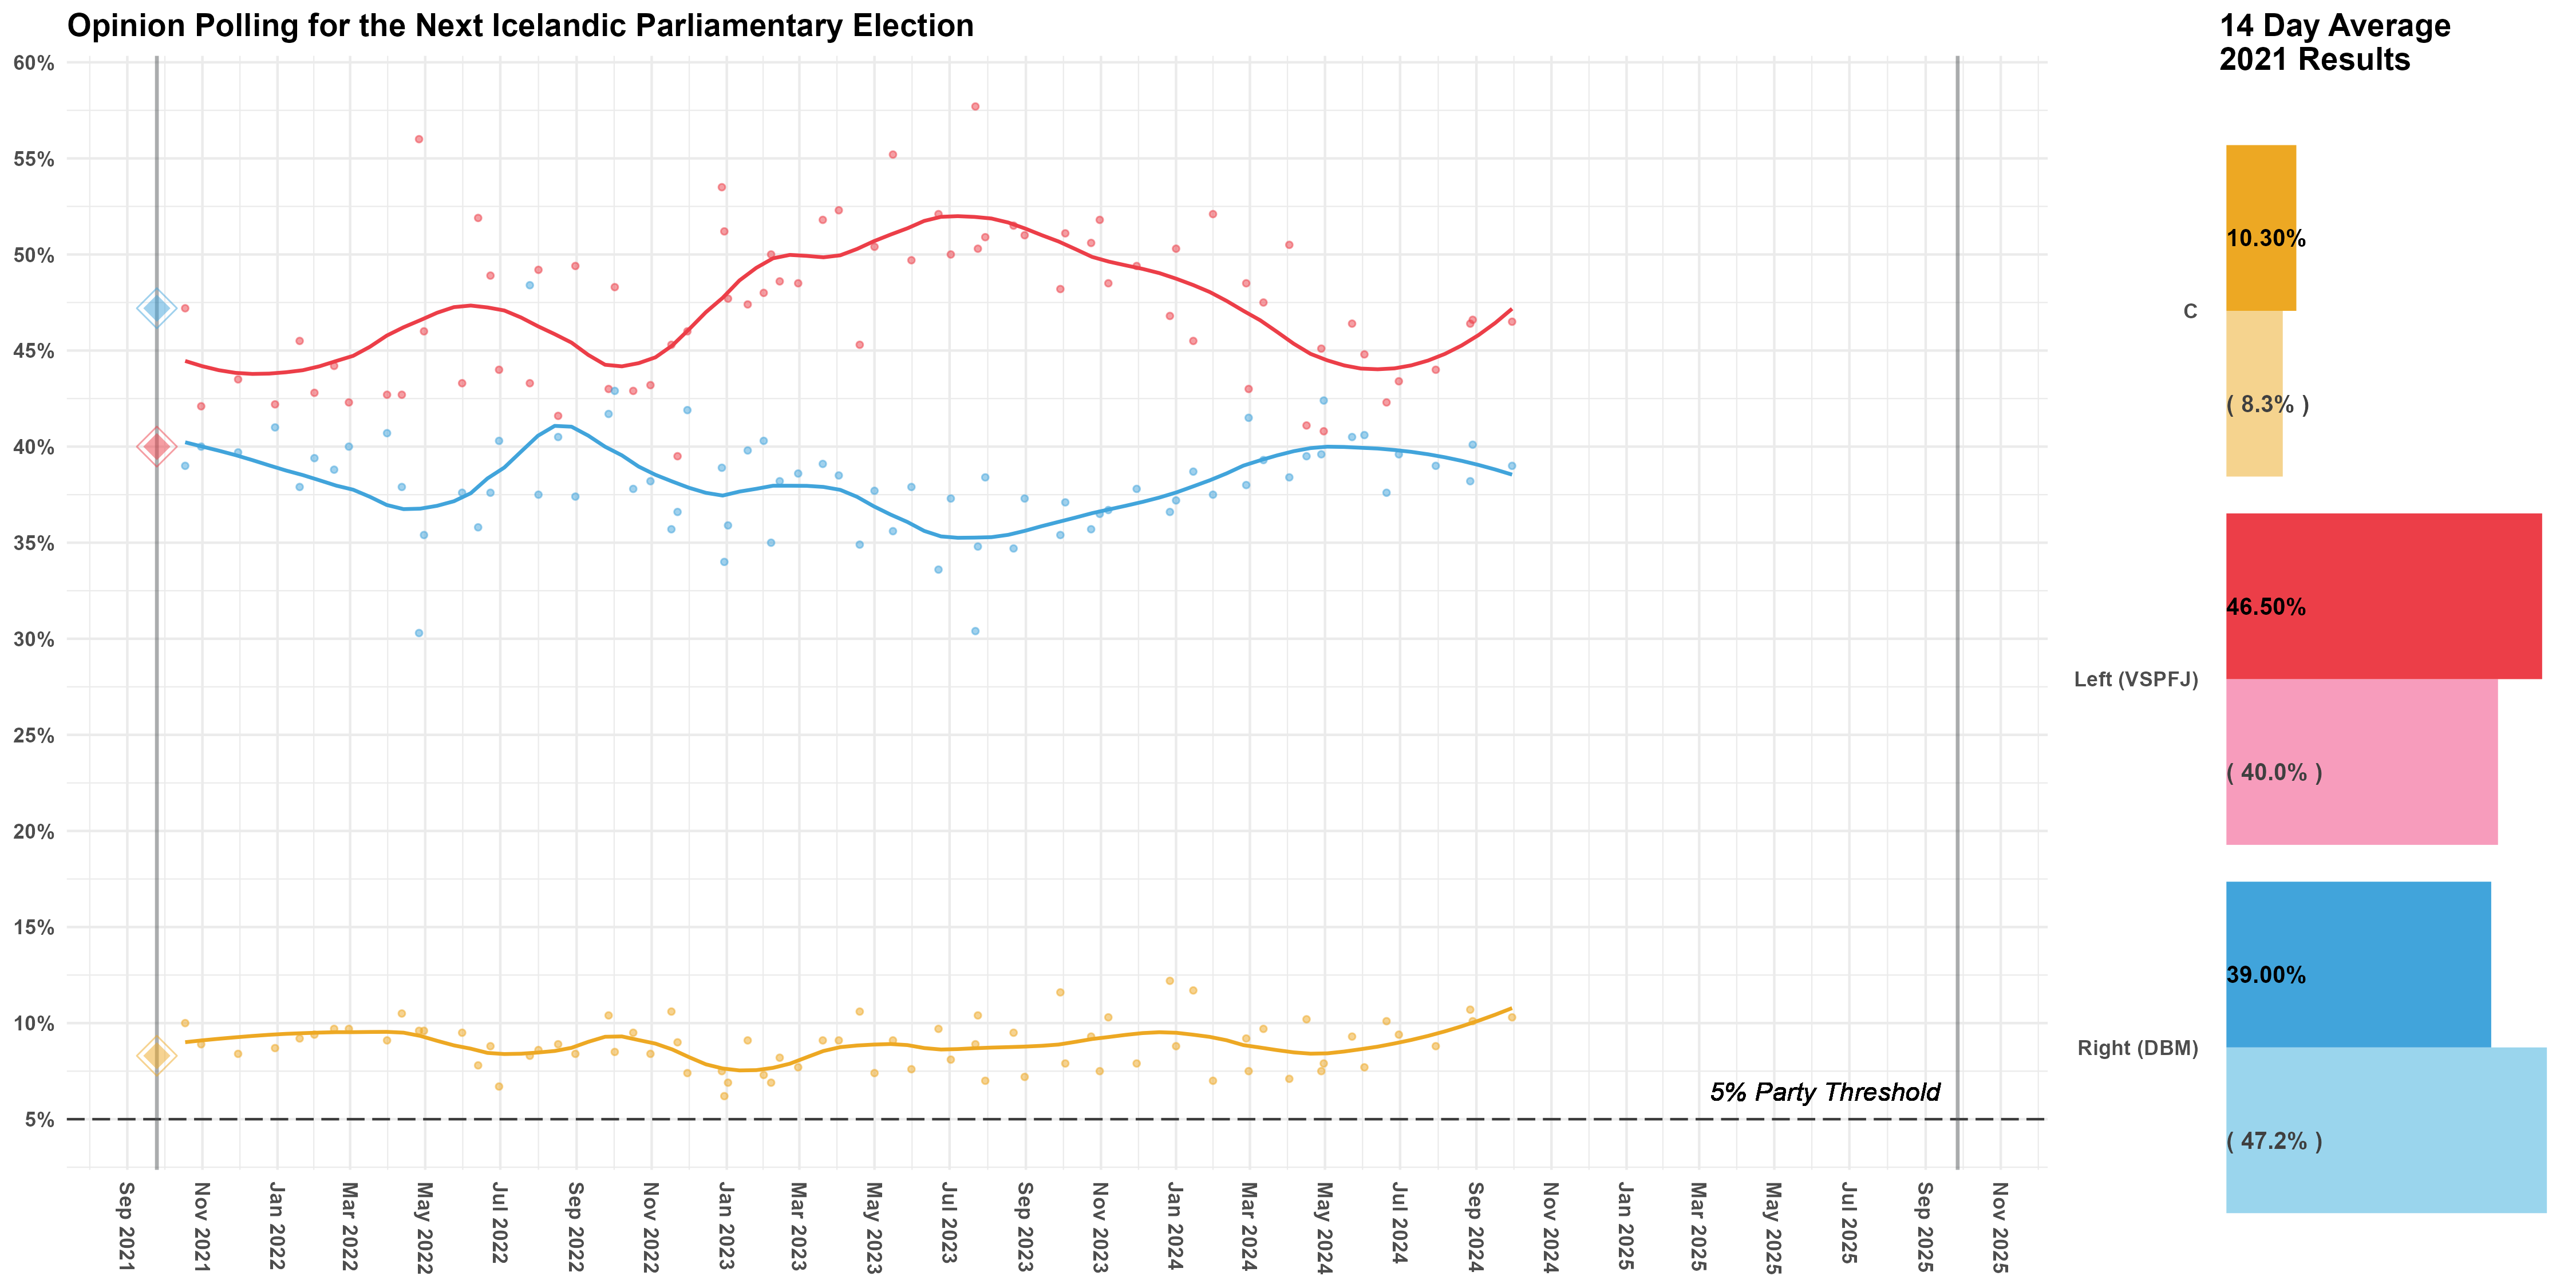 Opinion Polling for the Next Icelandic Parliamentary Election
14 Day Average
2021 Results
60%
55%
50%
45%
40%
35%
30%
25%
20%
15%
10%
5%
5% Party Threshold
Sep 2021
Nov 2021
Jan 2022
Mar 2022
May 2022
Jul 2022
Sep 2022
Nov 2022
Jan 2023
Mar 2023
May 2023
Jul 2023
Sep 2023
Nov 2023
Jan 2024
Mar 2024
May 2024
Jul 2024
Sep 2024
Nov 2024
Jan 2025
Mar 2025
May 2025
Jul 2025
Sep 2025
Nov 2025
C
10.30%
( 8.3% )
Left (VSPFJ)
46.50%
( 40.0% )
Right (DBM)
39.00%
( 47.2% )